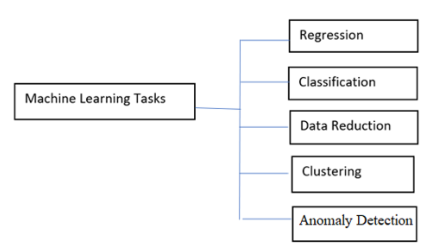 Machine Learning Tasks
Regression
Classification
Data Reduction
Clustering
Anomaly Detection